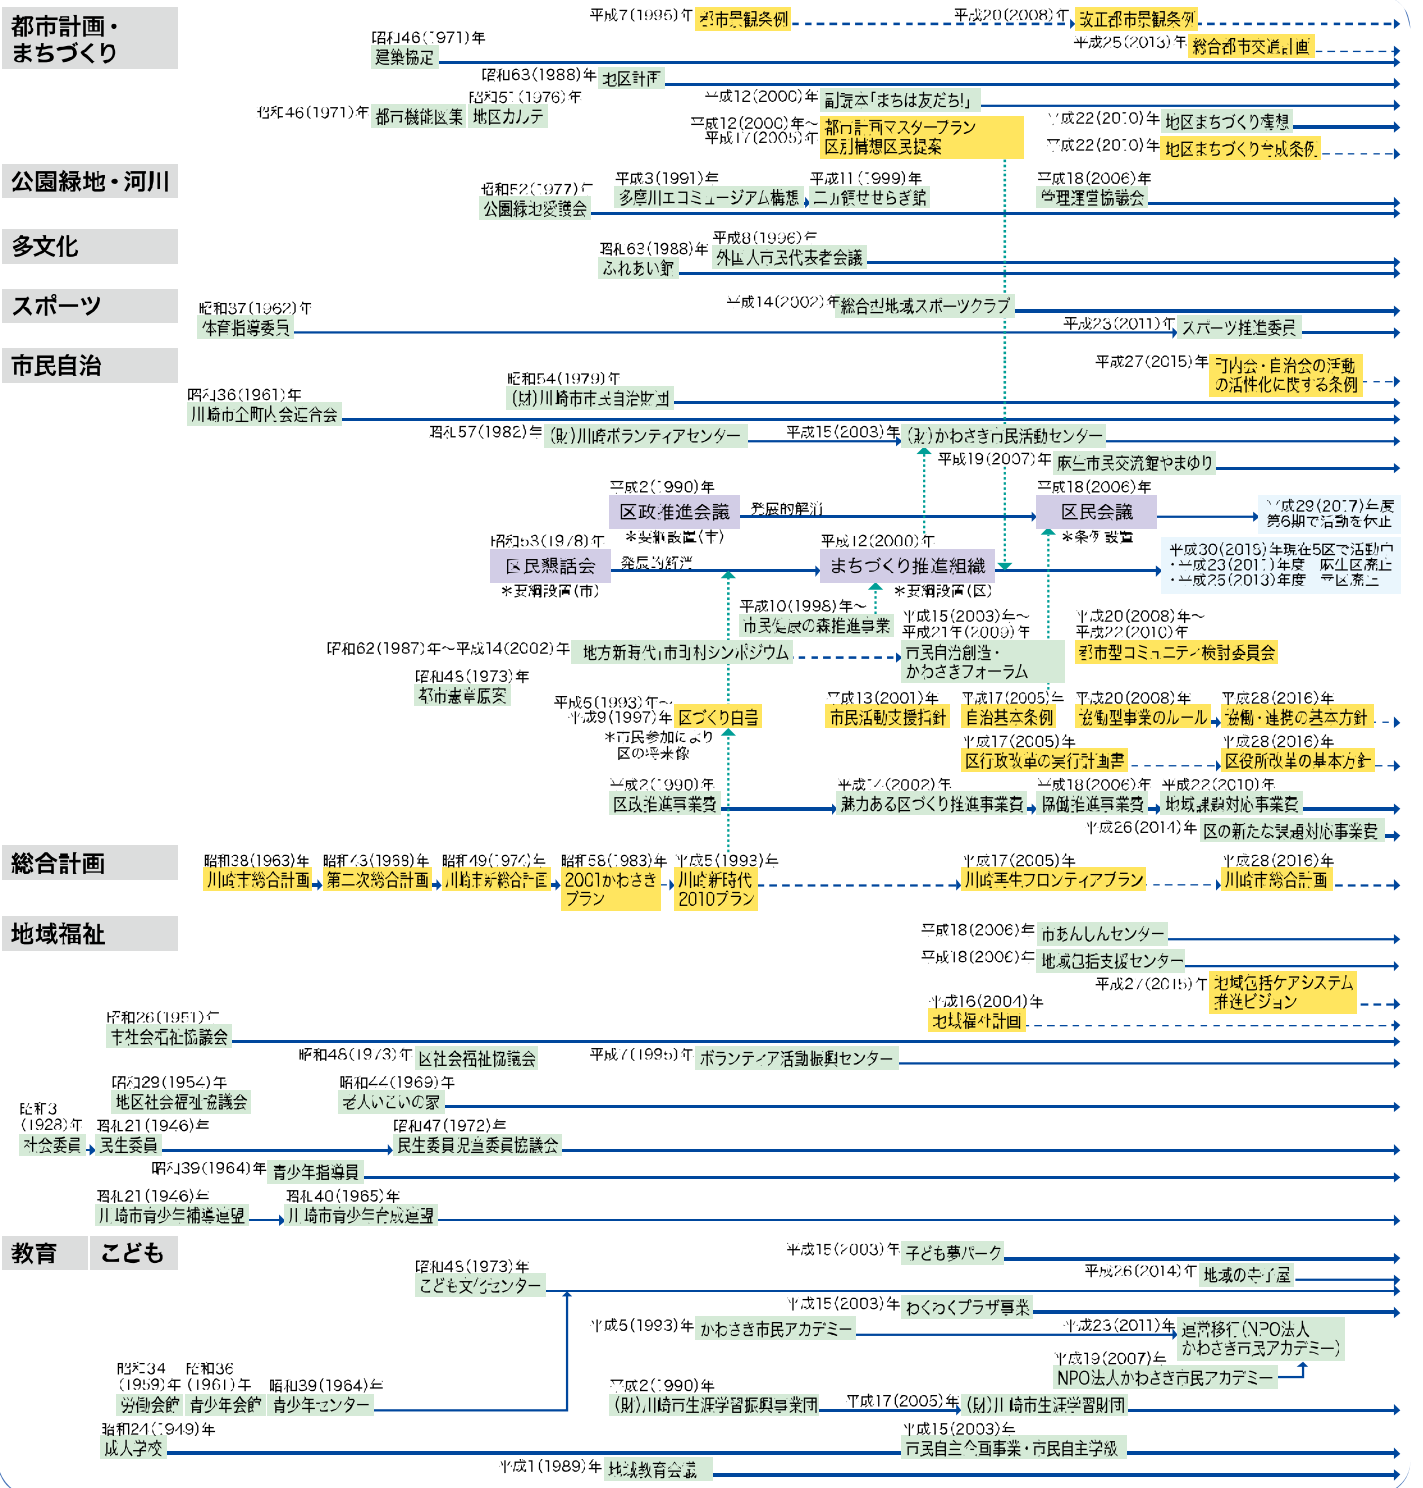 都市計画・
まちづくり
平成7(1995)年 都市景観条例
平成20(2008)年 改正都市景観条例
平成25(2013)年 総合都市交通計画
昭和46(1971)年
建築協定
昭和63(1988)年 地区計画
昭和46(1971)年 都市機能図集
昭和51(1976)年
地区カルテ
平成12(2000)年 副読本「まちは友だち!」
平成12(2000)年〜
平成17(2005)年
都市計画マスタープラン
区別構想区民提案
平成22(2010)年 地区まちづくり構想
平成22(2010)年 地区まちづくり育成条例
公園緑地・河川
昭和52(1977)年
公園緑地愛護会
平成3(1991)年
多摩川エコミュージアム構想
平成11(1999)年
二ヵ領せせらぎ館
平成18(2006)年
管理運営協議会
多文化
昭和63(1988)年
ふれあい館
平成8(1996)年
外国人市民代表者会議
スポーツ
昭和37(1962)年
体育指導委員
平成14(2002)年 総合型地域スポーツクラブ
平成23(2011)年 スポーツ推進委員
市民自治
平成27(2015)年 町内会・自治会の活動
の活性化に関する条例
昭和36(1961)年
川崎市全町内会連合会
昭和54(1979)年
(財)川崎市市民自治財団
昭和57(1982)年 (財)川崎ボランティアセンター
平成15(2003)年 (財)かわさき市民活動センター
平成19(2007)年 麻生市民交流館やまゆり
平成2(1990)年
区政推進会議
*要綱設置(市)
発展的解消
平成18(2006)年
区民会議
*条例設置
平成29(2017)年度
第6期で活動を休止
昭和53(1978)年
区民懇話会
*要綱設置(市)
発展的解消
平成12(2000)年
まちづくり推進組織
*要綱設置(区)
平成30(2018)年現在5区で活動中
・平成23(2011)年度 麻生区廃止
・平成25(2013)年度 幸区廃止
平成10(1998)年〜
市民健康の森推進事業
昭和62(1987)年〜平成14(2002)年 地方新時代市町村シンポジウム
平成15(2003)年〜
平成21年(2009)年
市民自治創造・
かわさきフォーラム
平成20(2008)年〜
平成22(2010)年
都市型コミュニティ検討委員会
昭和48(1973)年
都市憲章原案
平成5(1993)年〜
平成9(1997)年 区づくり白書
*市民参加により
区の将来像
平成13(2001)年
市民活動支援指針
平成17(2005)年
自治基本条例
平成20(2008)年
協働型事業のルール
平成28(2016)年
協働・連携の基本方針
平成17(2005)年
区行政改革の実行計画書
平成28(2016)年
区役所改革の基本方針
平成2(1990)年
区政推進事業費
平成14(2002)年
魅力ある区づくり推進事業費
平成18(2006)年
協働推進事業費
平成22(2010)年
地域課題対応事業費
平成26(2014)年 区の新たな課題対応事業費
総合計画
昭和38(1963)年
川崎市総合計画
昭和43(1968)年
第二次総合計画
昭和49(1974)年
川崎市新総合計画
昭和58(1983)年
2001かわさき
プラン
平成5(1993)年
川崎新時代
2010プラン
平成17(2005)年
川崎再生フロンティアプラン
平成28(2016)年
川崎市総合計画
地域福祉
平成18(2006)年 市あんしんセンター
平成18(2006)年 地域包括支援センター
平成27(2015)年 地域包括ケアシステム
推進ビジョン
平成16(2004)年
地域福祉計画
昭和26(1951)年
市社会福祉協議会
昭和48(1973)年 区社会福祉協議会
平成7(1995)年 ボランティア活動振興センター
昭和29(1954)年
地区社会福祉協議会
昭和44(1969)年
老人いこいの家
昭和3
(1928)年
社会委員
昭和21(1946)年
民生委員
昭和47(1972)年
民生委員児童委員協議会
昭和39(1964)年 青少年指導員
昭和21(1946)年
川崎市青少年補導連盟
昭和40(1965)年
川崎市青少年育成連盟
教育 こども
平成15(2003)年 子ども夢パーク
昭和48(1973)年
こども文化センター
平成26(2014)年 地域の寺子屋
平成15(2003)年 わくわくプラザ事業
平成5(1993)年 かわさき市民アカデミー
平成23(2011)年 運営移行(NPO法人
かわさき市民アカデミー)
平成19(2007)年
NPO法人かわさき市民アカデミー
昭和34
(1959)年
労働会館
昭和36
(1961)年
青少年会館
昭和39(1964)年
青少年センター
平成2(1990)年
(財)川崎市生涯学習振興事業団
平成17(2005)年 (財)川崎市生涯学習財団
昭和24(1949)年
成人学校
平成15(2003)年
市民自主企画事業・市民自主学級
平成1(1989)年 地域教育会議